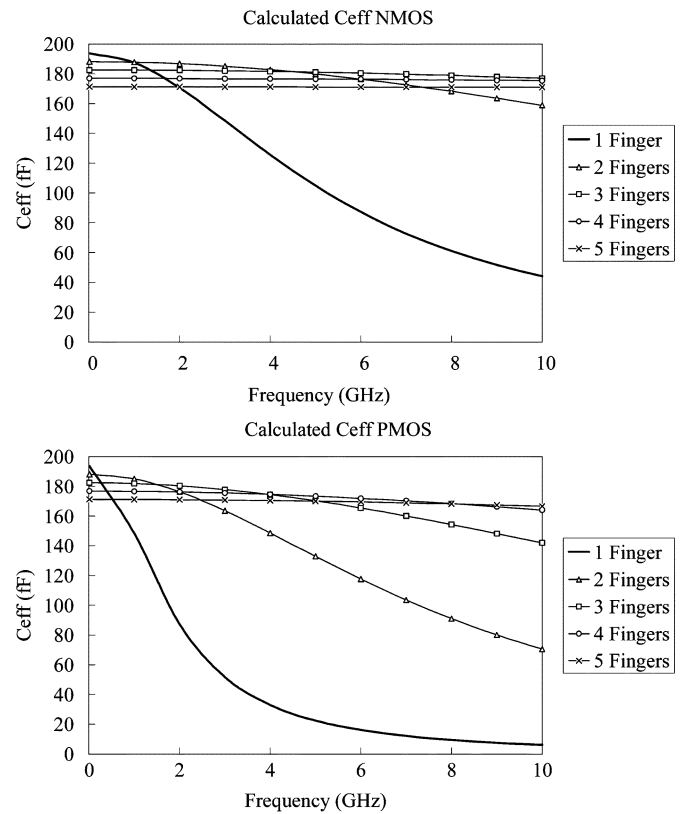 Calculated Ceff NMOS
200
180
160
140
120
100
80
60
40
20
0
Ceff (fF)
0 2 4 6 8 10
Frequency (GHz)
1 Finger
2 Fingers
3 Fingers
4 Fingers
5 Fingers
Calculated Ceff PMOS
200
180
160
140
120
100
80
60
40
20
0
Ceff (fF)
0 2 4 6 8 10
Frequency (GHz)
1 Finger
2 Fingers
3 Fingers
4 Fingers
5 Fingers